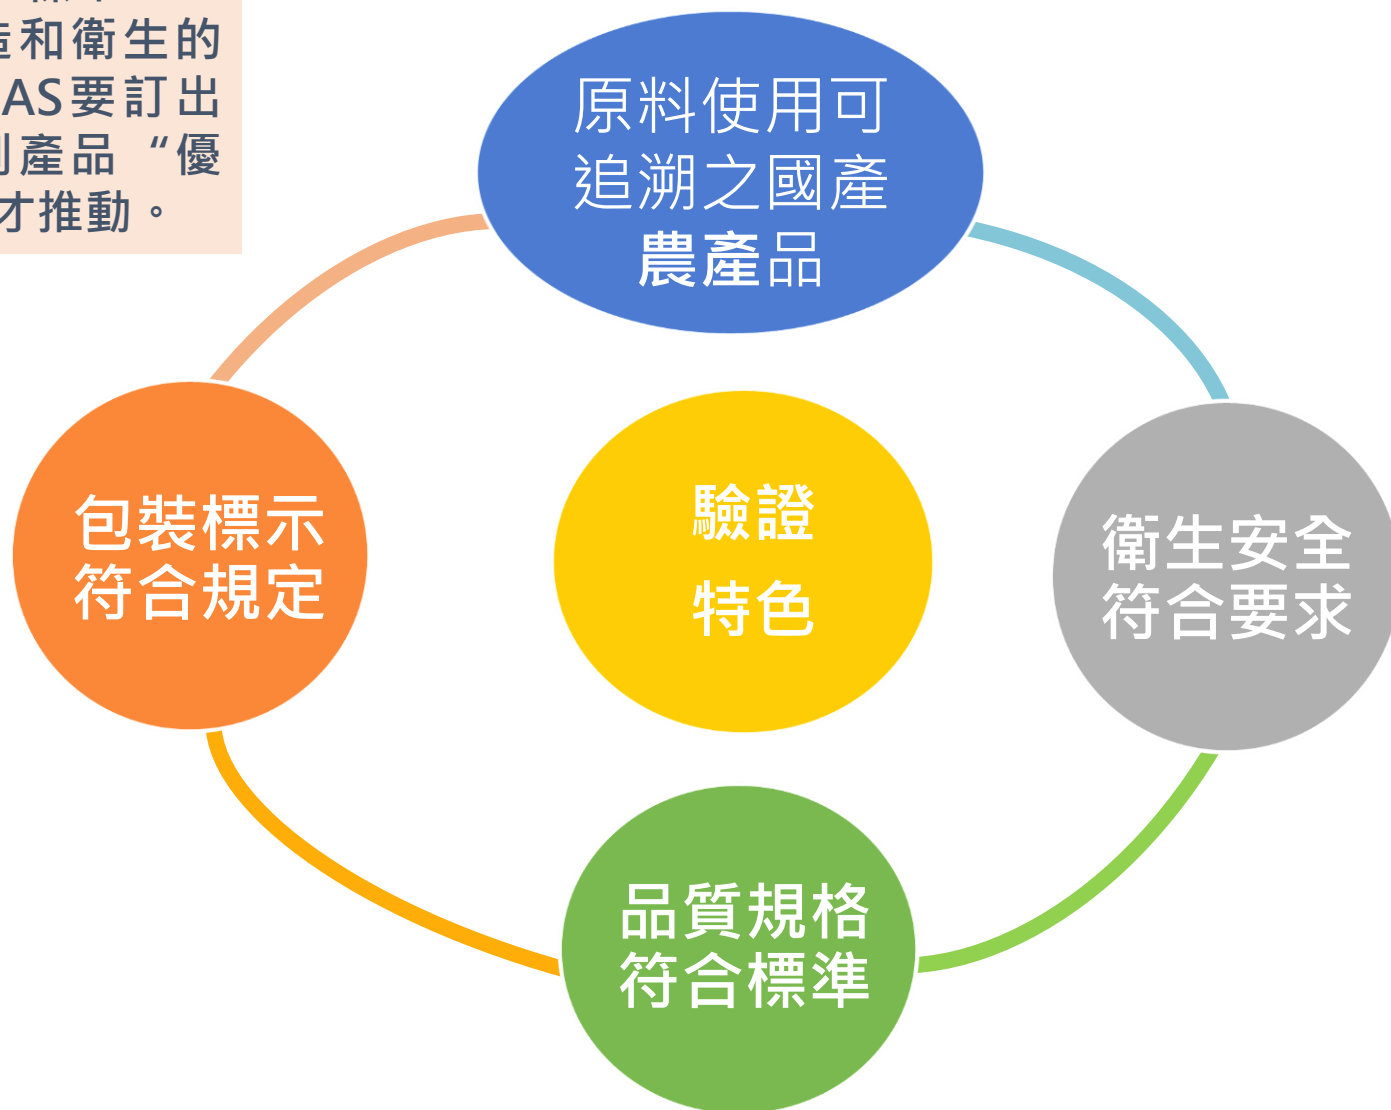 造和衛生的
AS要訂出
產品“優
才推動。
原料使用可
追溯之國產
農產品
包裝標示
符合規定
驗證
特色
衛生安全
符合要求
品質規格
符合標準